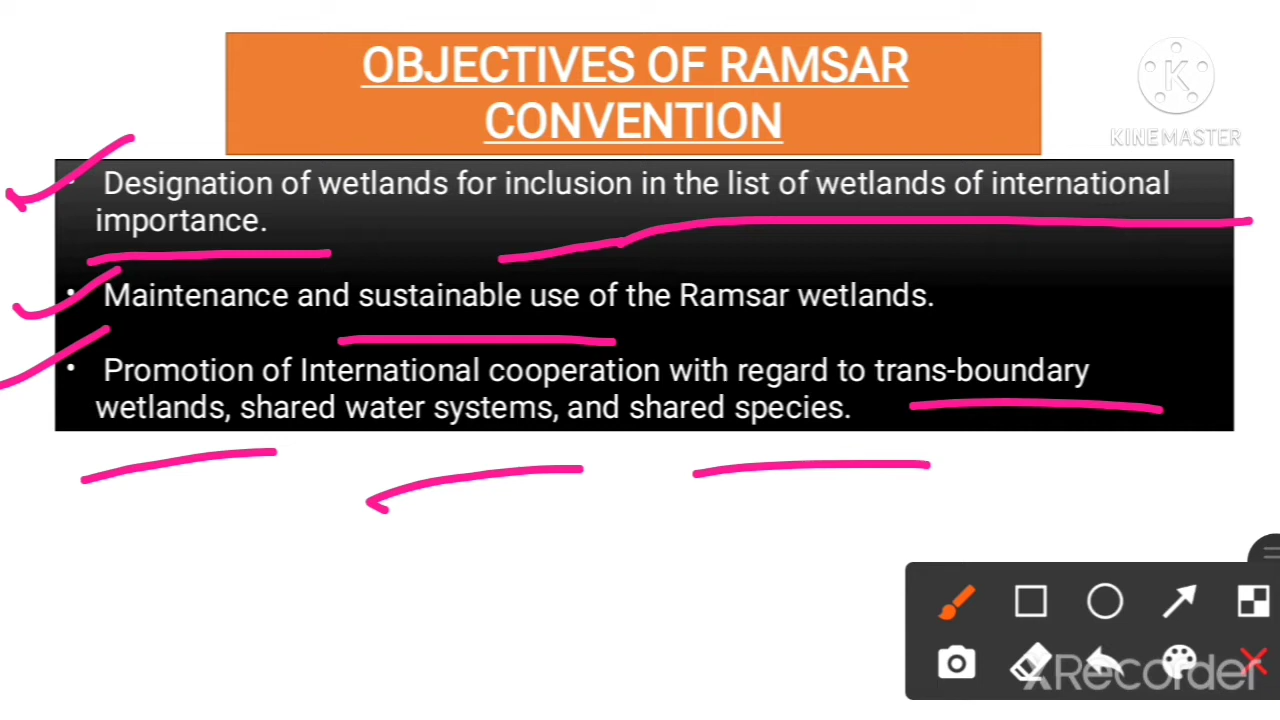 OBJECTIVES OF RAMSAR
CONVENTION
K
KINEMASTER
• Designation of wetlands for inclusion in the list of wetlands of international
importance.
• Maintenance and sustainable use of the Ramsar wetlands.
• Promotion of International cooperation with regard to trans-boundary
wetlands, shared water systems, and shared species.
XRecorder